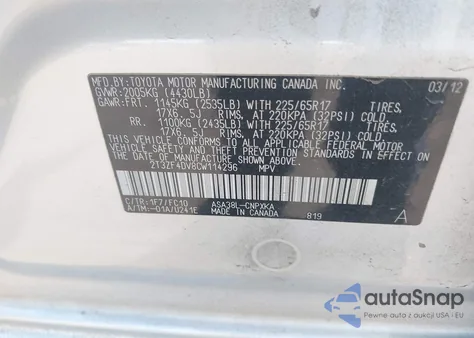 MFD.BY:TOYOTA MOTOR MANUFACTURING CANADA INC. 03/12
GVWR:2005KG (4430LB)
GAWR:FRT. 1145KG (2535LB) WITH 225/65R17
17X6. 5J RIMS, AT 220KPA (32PSI) COLD
RR. 1100KG (2435LB) WITH 225/65R17
17X6. 5J RIMS, AT 220KPA (32PSI) COLD
THIS VEHICLE CONFORMS TO ALL APPLICABLE FEDERAL MOTOR
VEHICLE SAFETY AND THEFT PREVENTION STANDARDS IN
EFFECT ON THE DATE OF MANUFACTURE SHOWN ABOVE.
2T3ZF4DV8CW114296 MPV
C/TR:1F7/FC10 ASA38L-CNPXKA
A/TM:-01A/U241E MADE IN CANADA 819 A
autoSnap
Pewne auta z USA i EU